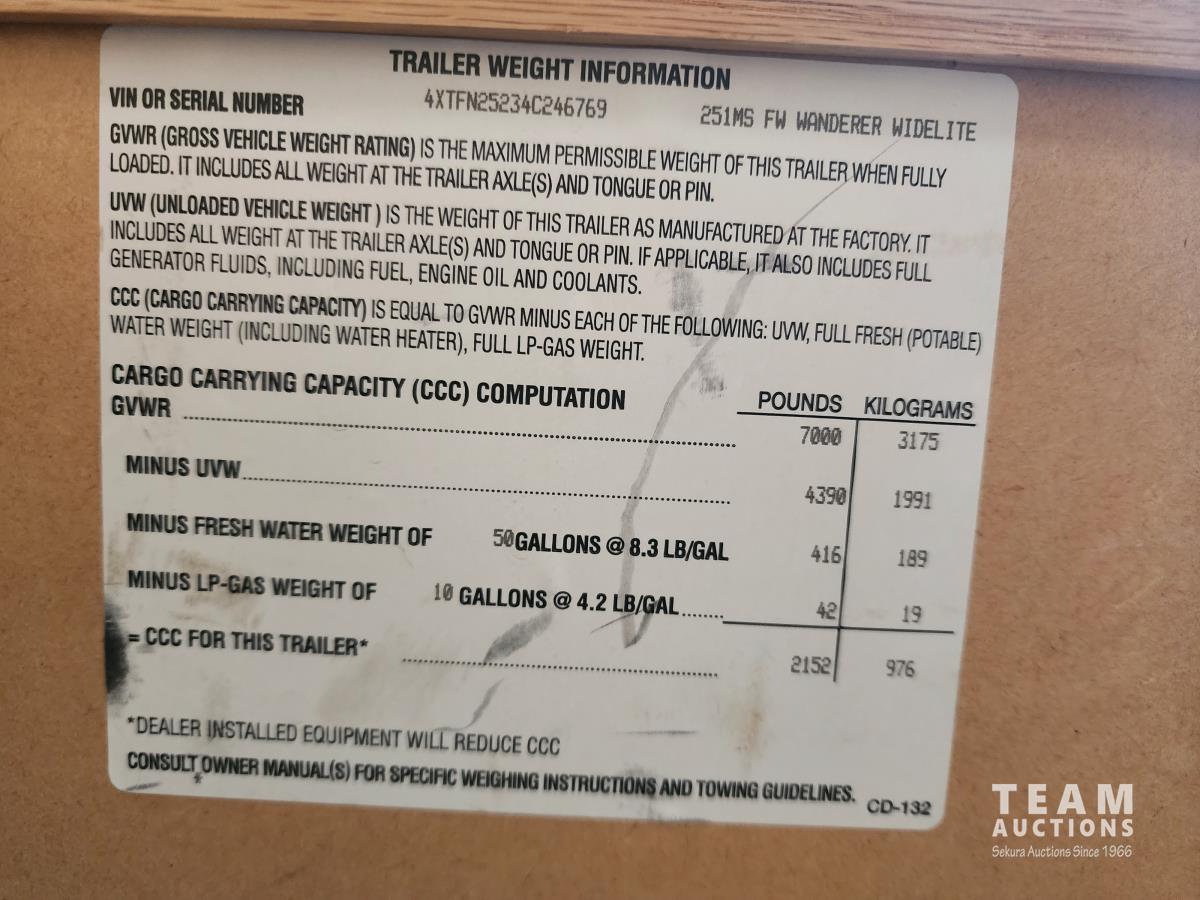 TRAILER WEIGHT INFORMATION
VIN OR SERIAL NUMBER 4XTFN25234C246769 251MS FW WANDERER WIDELITE
GVWR (GROSS VEHICLE WEIGHT RATING) IS THE MAXIMUM PERMISSIBLE WEIGHT OF THIS TRAILER WHEN FULLY
LOADED. IT INCLUDES ALL WEIGHT AT THE TRAILER AXLE(S) AND TONGUE OR PIN.
UVW (UNLOADED VEHICLE WEIGHT ) IS THE WEIGHT OF THIS TRAILER AS MANUFACTURED AT THE FACTORY. IT
INCLUDES ALL WEIGHT AT THE TRAILER AXLE(S) AND TONGUE OR PIN. IF APPLICABLE, IT ALSO INCLUDES FULL
GENERATOR FLUIDS, INCLUDING FUEL, ENGINE OIL AND COOLANTS.
CCC (CARGO CARRYING CAPACITY) IS EQUAL TO GVWR MINUS EACH OF THE FOLLOWING: UVW, FULL FRESH (POTABLE)
WATER WEIGHT (INCLUDING WATER HEATER), FULL LP-GAS WEIGHT.
CARGO CARRYING CAPACITY (CCC) COMPUTATION POUNDS KILOGRAMS
GVWR 7000 3175
MINUS UVW 4390 1991
MINUS FRESH WATER WEIGHT OF 50 GALLONS @ 8.3 LB/GAL 416 189
MINUS LP-GAS WEIGHT OF 10 GALLONS @ 4.2 LB/GAL 42 19
= CCC FOR THIS TRAILER* 2152 976
*DEALER INSTALLED EQUIPMENT WILL REDUCE CCC
CONSULT OWNER MANUAL(S) FOR SPECIFIC WEIGHING INSTRUCTIONS AND TOWING GUIDELINES.
CD-132
TEAM
AUCTIONS
Sekura Auctions Since 1966